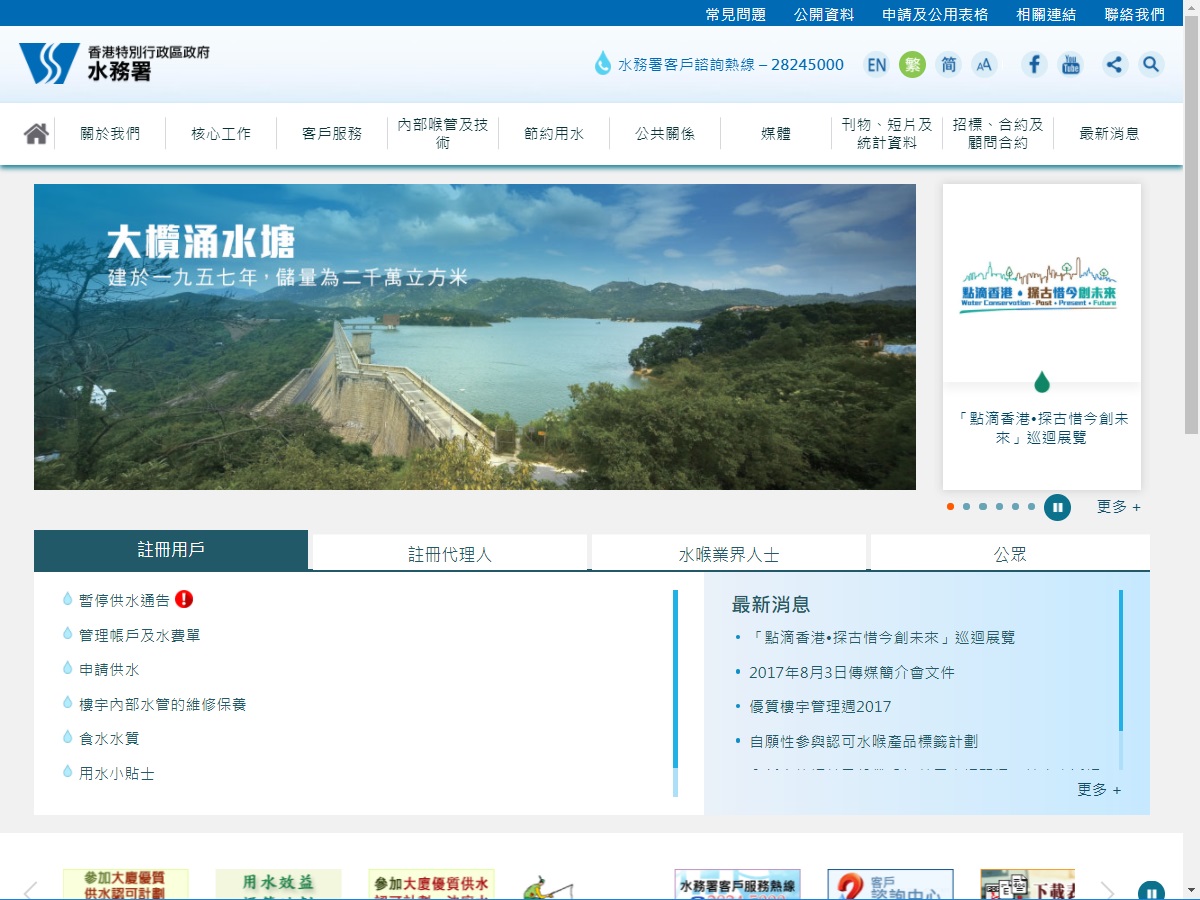 常見問題 公開資料 申請及公用表格 相關連結 聯絡我們
香港特別行政區政府
水務署
水務署客戶諮詢熱線 – 28245000 EN 繁 简 AA You Tube
關於我們 核心工作 客戶服務 內部喉管及技術 節約用水 公共關係 媒體 刊物、短片及統計資料 招標、合約及顧問合約 最新消息
大欖涌水塘
建於一九五七年，儲量為二千萬立方米
點滴香港•探古惜今創未來
Water Conservation - Past • Present • Future
「點滴香港•探古惜今創未
來」巡迴展覽
更多 +
註冊用戶 註冊代理人 水喉業界人士 公眾
暫停供水通告
管理帳戶及水費單
申請供水
樓宇內部水管的維修保養
食水水質
用水小貼士
最新消息
「點滴香港•探古惜今創未來」巡迴展覽
2017年8月3日傳媒簡介會文件
優質樓宇管理週2017
自願性參與認可水喉產品標籤計劃
更多 +
參加大廈優質
供水認可計劃
用水效益
參加大廈優質供水
水務署客戶服務熱線
客戶
諮詢中心
下載